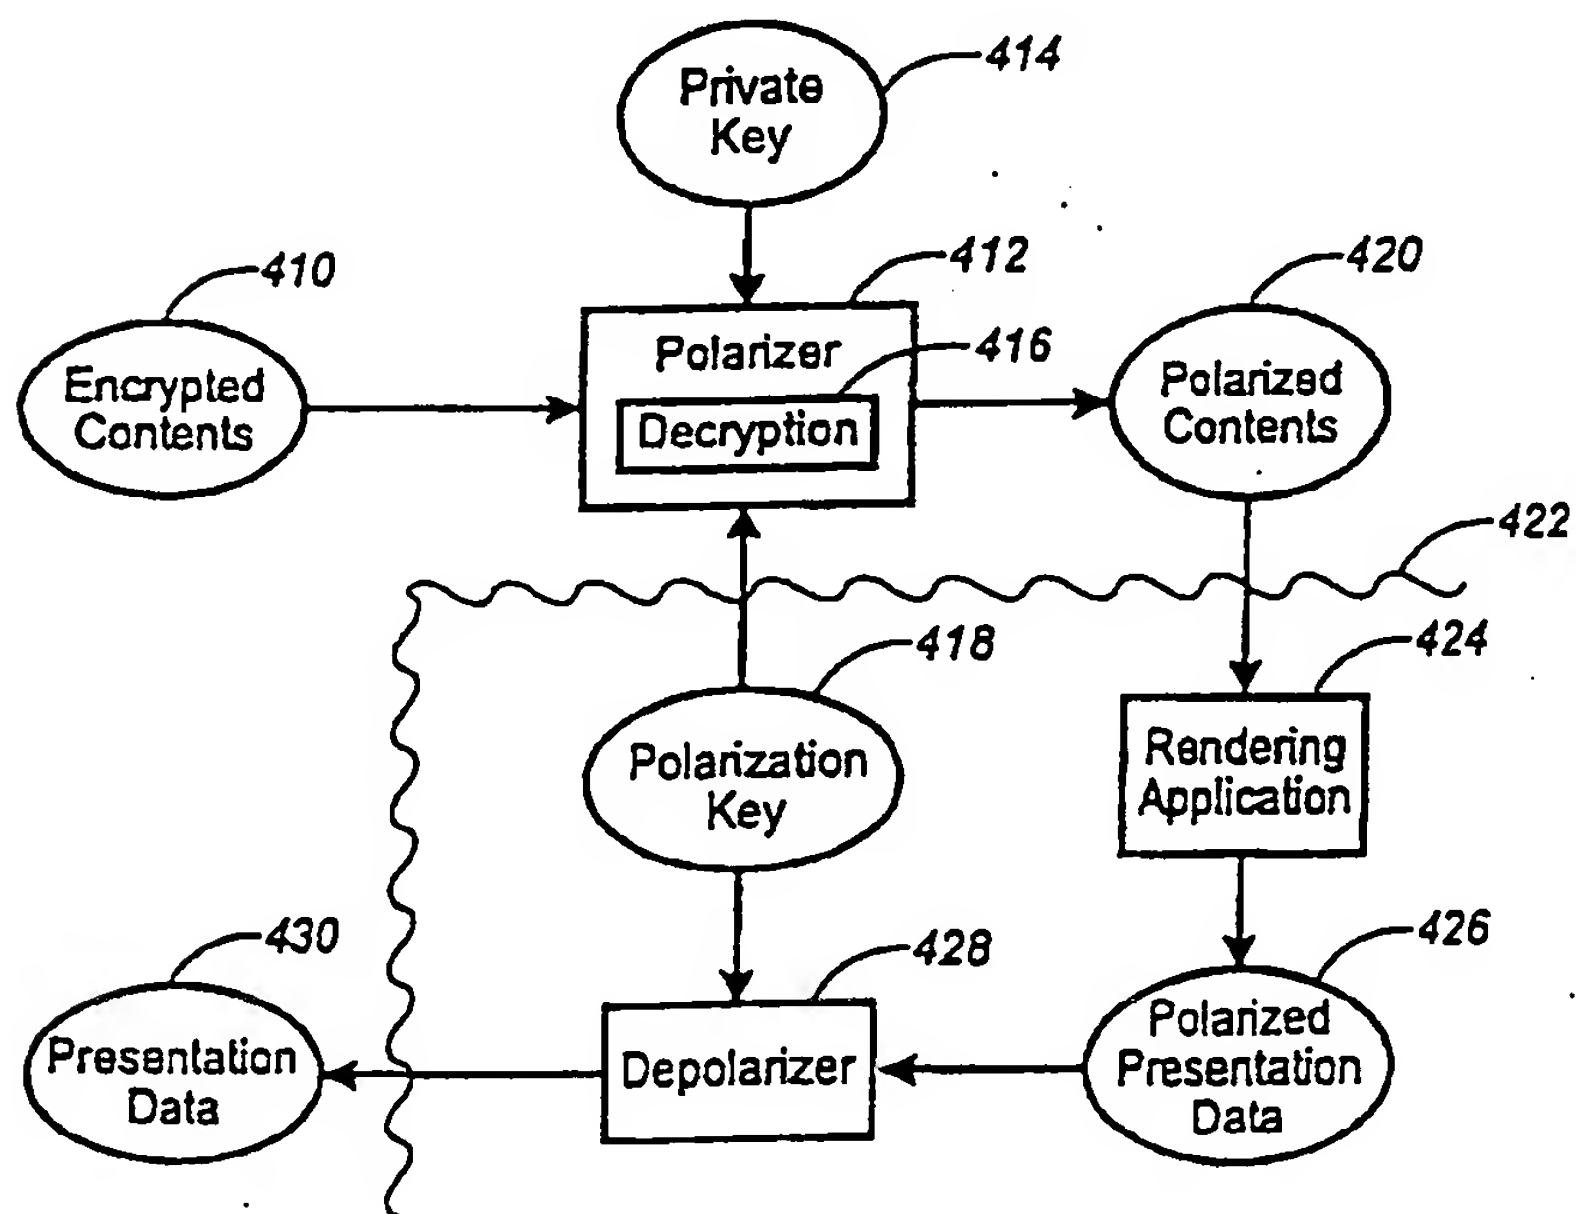 414
Private
Key
410
412
420
Encrypted
Contents
Polarizer
416
Decryption
Polarized
Contents
422
418
424
Polarization
Key
Rendering
Application
430
428
426
Presentation
Data
Depolarizer
Polarized
Presentation
Data